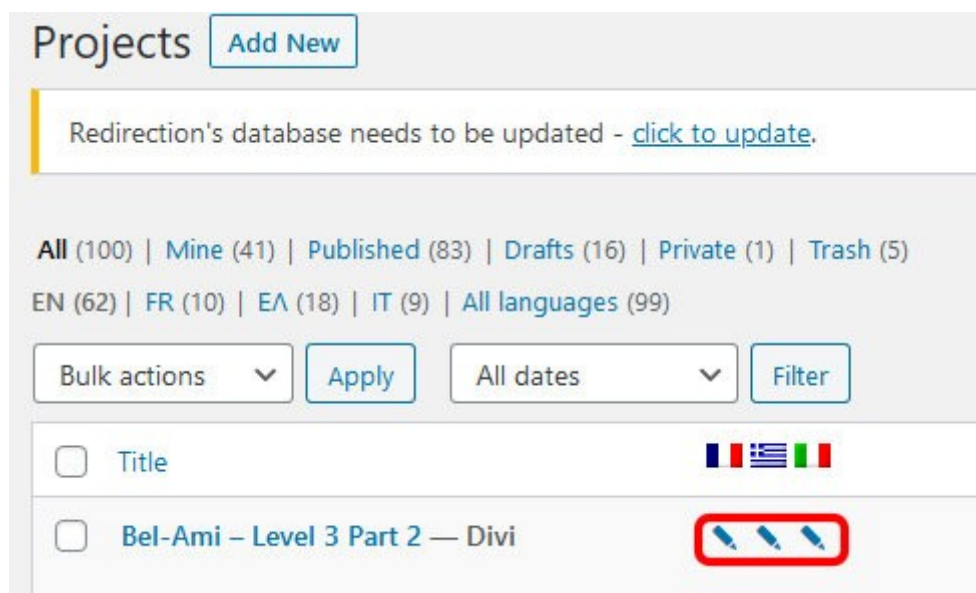 Projects Add New
Redirection's database needs to be updated - click to update.
All (100) | Mine (41) | Published (83) | Drafts (16) | Private (1) | Trash (5)
EN (62) | FR (10) | ΕΛ (18) | IT (9) | All languages (99)
Bulk actions Apply All dates Filter
Title
Bel-Ami – Level 3 Part 2 — Divi